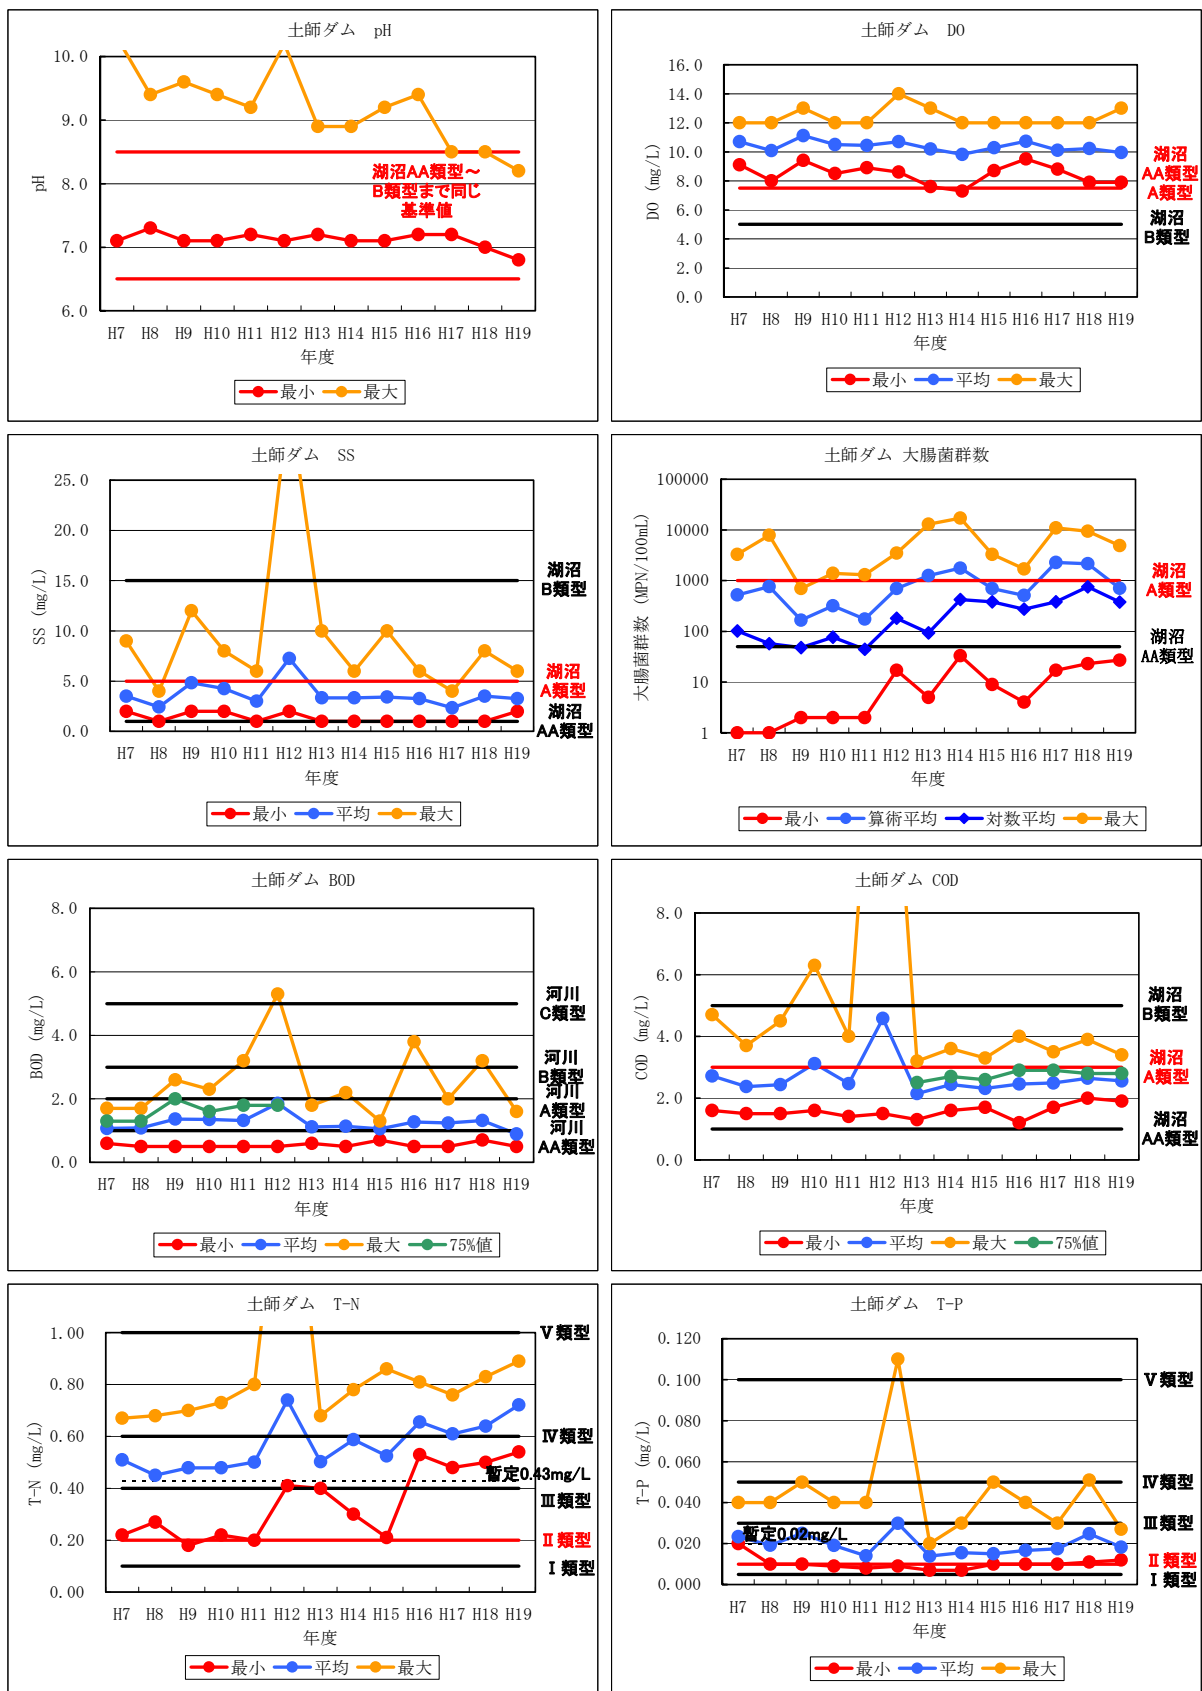 土師ダム　pH
10.0
9.0
8.0
7.0
6.0
pH
湖沼AA類型～
B類型まで同じ
基準値
H7 H8 H9 H10 H11 H12 H13 H14 H15 H16 H17 H18 H19
年度
最小 最大
土師ダム　DO
16.0
14.0
12.0
10.0
8.0
6.0
4.0
2.0
0.0
DO (mg/L)
湖沼
AA類型
A類型
湖沼
B類型
H7 H8 H9 H10 H11 H12 H13 H14 H15 H16 H17 H18 H19
年度
最小 平均 最大
土師ダム　SS
25.0
20.0
15.0
10.0
5.0
0.0
SS (mg/L)
湖沼
B類型
湖沼
A類型
湖沼
AA類型
H7 H8 H9 H10 H11 H12 H13 H14 H15 H16 H17 H18 H19
年度
最小 平均 最大
土師ダム 大腸菌群数
100000
10000
1000
100
10
1
大腸菌群数 (MPN/100mL)
湖沼
A類型
湖沼
AA類型
H7 H8 H9 H10 H11 H12 H13 H14 H15 H16 H17 H18 H19
年度
最小 算術平均 対数平均 最大
土師ダム BOD
8.0
6.0
4.0
2.0
0.0
BOD (mg/L)
河川
C類型
河川
B類型
河川
A類型
河川
AA類型
H7 H8 H9 H10 H11 H12 H13 H14 H15 H16 H17 H18 H19
年度
最小 平均 最大 75%値
土師ダム COD
8.0
6.0
4.0
2.0
0.0
COD (mg/L)
湖沼
B類型
湖沼
A類型
湖沼
AA類型
H7 H8 H9 H10 H11 H12 H13 H14 H15 H16 H17 H18 H19
年度
最小 平均 最大 75%値
土師ダム　T-N
1.00
0.80
0.60
0.40
0.20
0.00
T-N (mg/L)
Ⅴ類型
Ⅳ類型
暫定0.43mg/L
Ⅲ類型
Ⅱ類型
Ⅰ類型
H7 H8 H9 H10 H11 H12 H13 H14 H15 H16 H17 H18 H19
年度
最小 平均 最大
土師ダム　T-P
0.120
0.100
0.080
0.060
0.040
0.020
0.000
T-P (mg/L)
Ⅴ類型
Ⅳ類型
Ⅲ類型
暫定0.02mg/L
Ⅱ類型
Ⅰ類型
H7 H8 H9 H10 H11 H12 H13 H14 H15 H16 H17 H18 H19
年度
最小 平均 最大